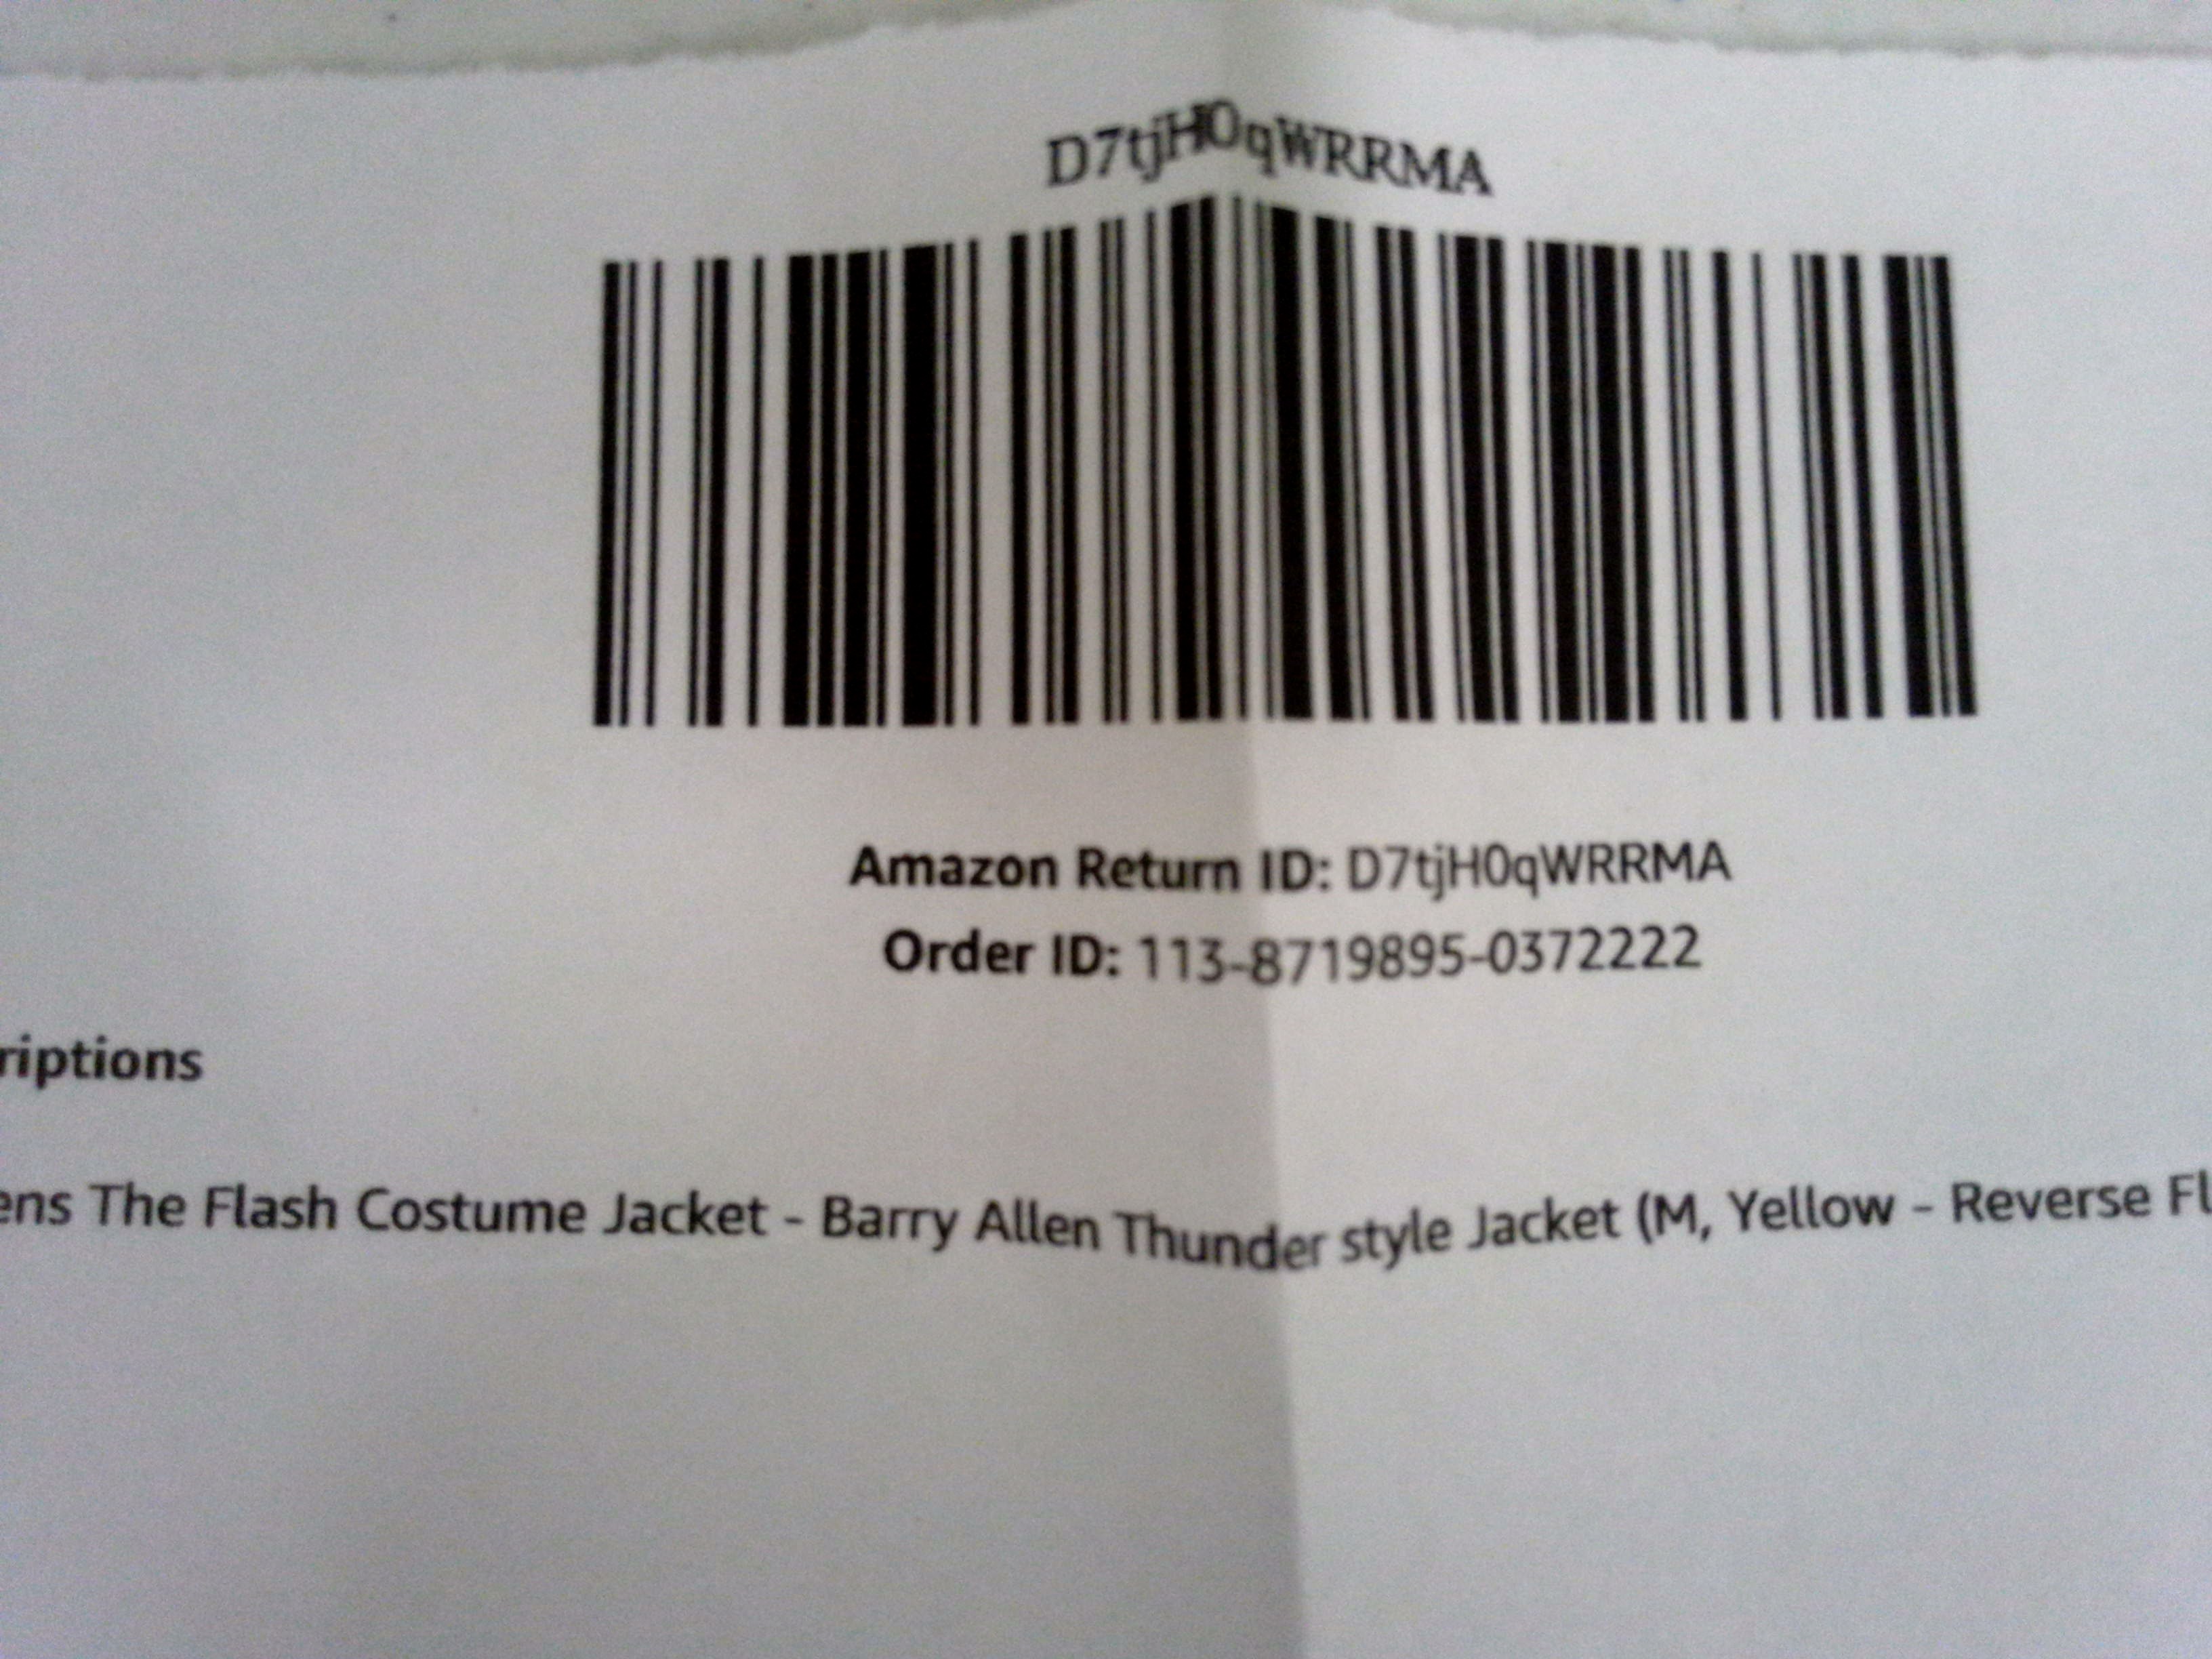 D7tjH0qWRRMA
Amazon Return ID: D7tjH0qWRRMA
Order ID: 113-8719895-0372222
riptions
ens The Flash Costume Jacket - Barry Allen Thunder style Jacket (M, Yellow - Reverse Fl